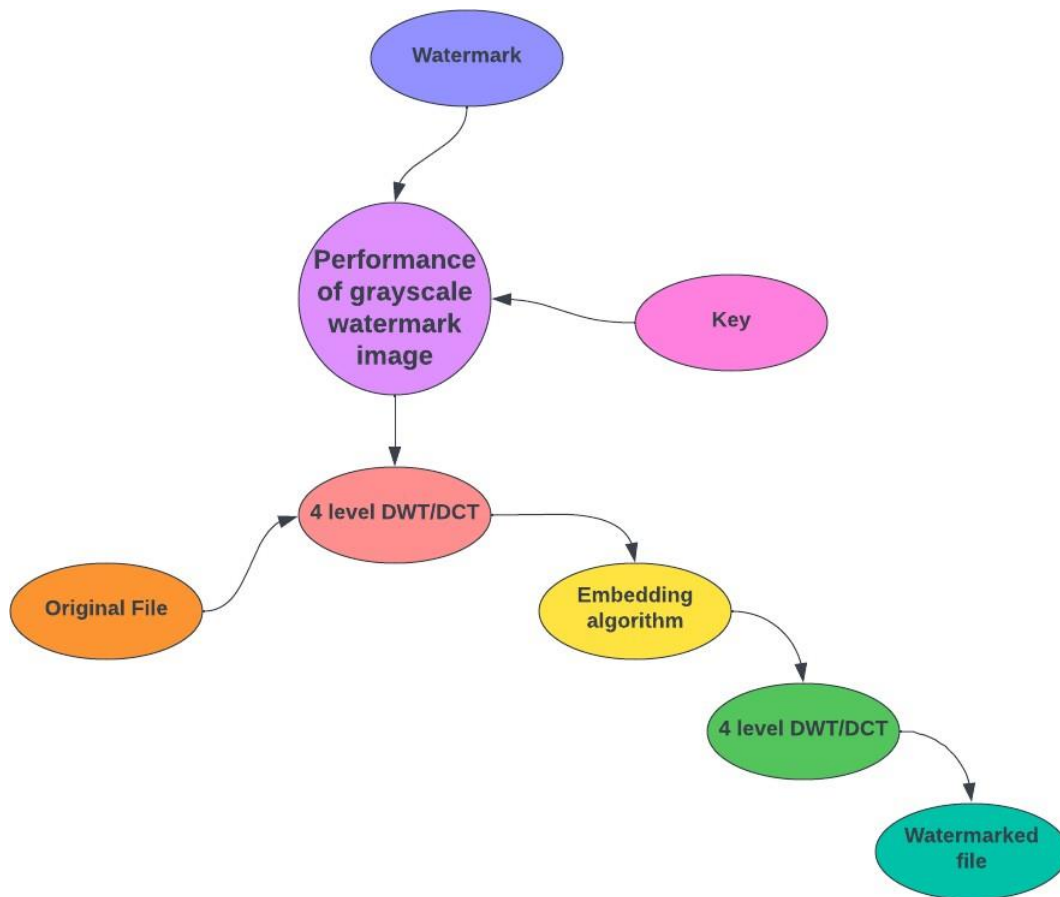 Watermark
Performance
of grayscale
watermark
image
Key
4 level DWT/DCT
Original File
Embedding
algorithm
4 level DWT/DCT
Watermarked
file